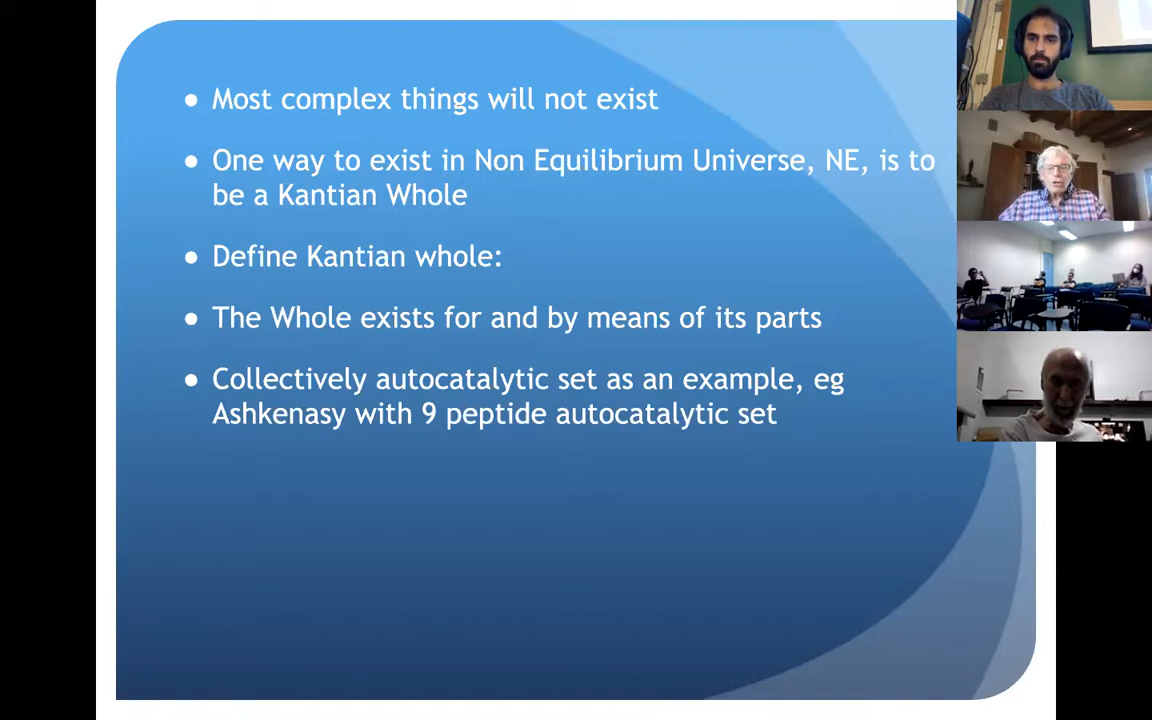 ● Most complex things will not exist
● One way to exist in Non Equilibrium Universe, NE, is to
be a Kantian Whole
● Define Kantian whole:
● The Whole exists for and by means of its parts
● Collectively autocatalytic set as an example, eg
Ashkenasy with 9 peptide autocatalytic set